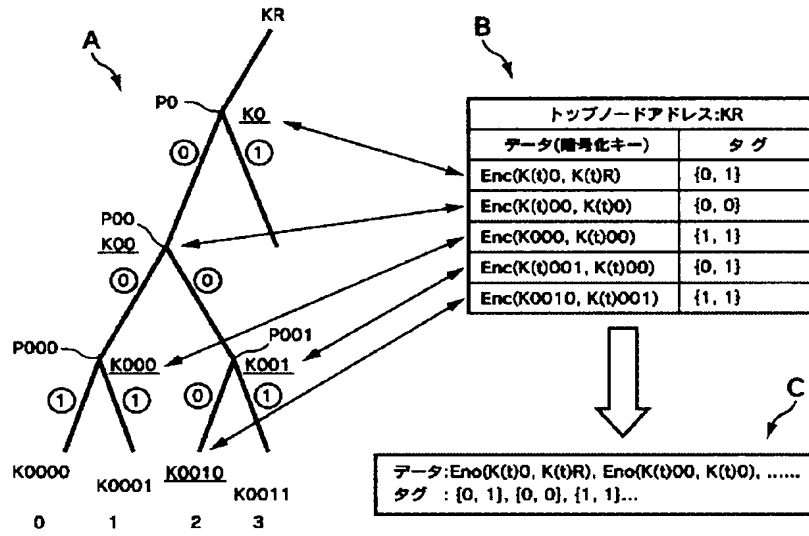 KR
A
P0
K0
0
1
P00
K00
0
0
P000
K000
P001
K001
1
1
0
1
K0000
K0001
K0010
K0011
0
1
2
3
B
トップノードアドレス:KR
データ(暗号化キー) タグ
Enc(K(t)0, K(t)R) {0, 1}
Enc(K(t)00, K(t)0) {0, 0}
Enc(K000, K(t)00) {1, 1}
Enc(K(t)001, K(t)00) {0, 1}
Enc(K0010, K(t)001) {1, 1}
C
データ:Eno(K(t)0, K(t)R), Eno(K(t)00, K(t)0), ......
タグ :{0, 1}, {0, 0}, {1, 1}...